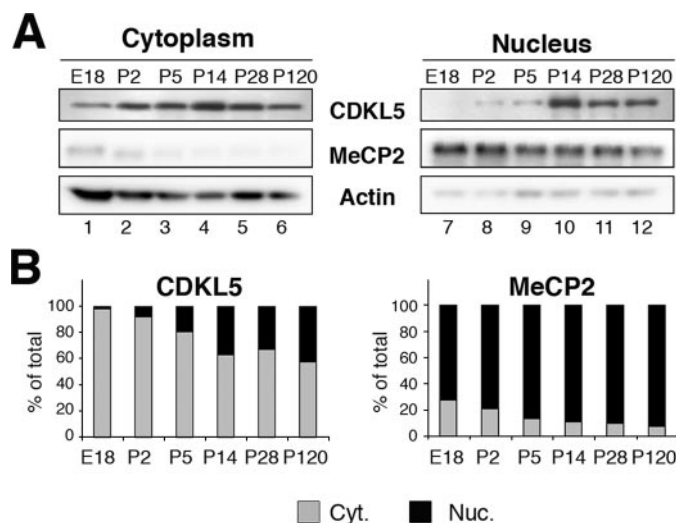 A
Cytoplasm
Nucleus
E18 P2 P5 P14 P28 P120
E18 P2 P5 P14 P28 P120
CDKL5
MeCP2
Actin
1 2 3 4 5 6
7 8 9 10 11 12
B
CDKL5
MeCP2
% of total
100
80
60
40
20
0
E18 P2 P5 P14 P28 P120
% of total
100
80
60
40
20
0
E18 P2 P5 P14 P28 P120
Cyt. Nuc.